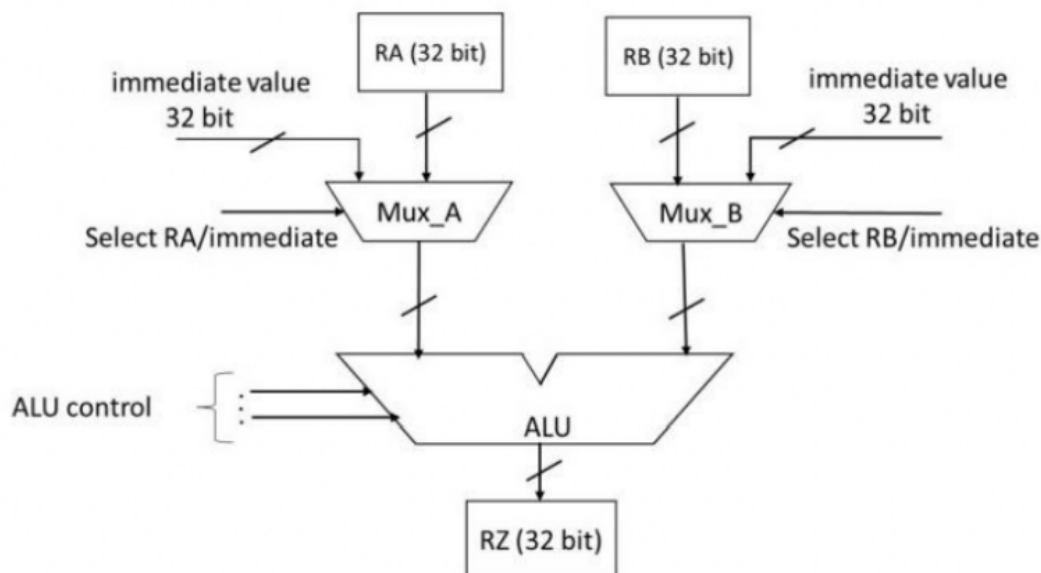 RA (32 bit)
RB (32 bit)
immediate value
32 bit
immediate value
32 bit
Mux_A
Mux_B
Select RA/immediate
Select RB/immediate
ALU control
ALU
RZ (32 bit)